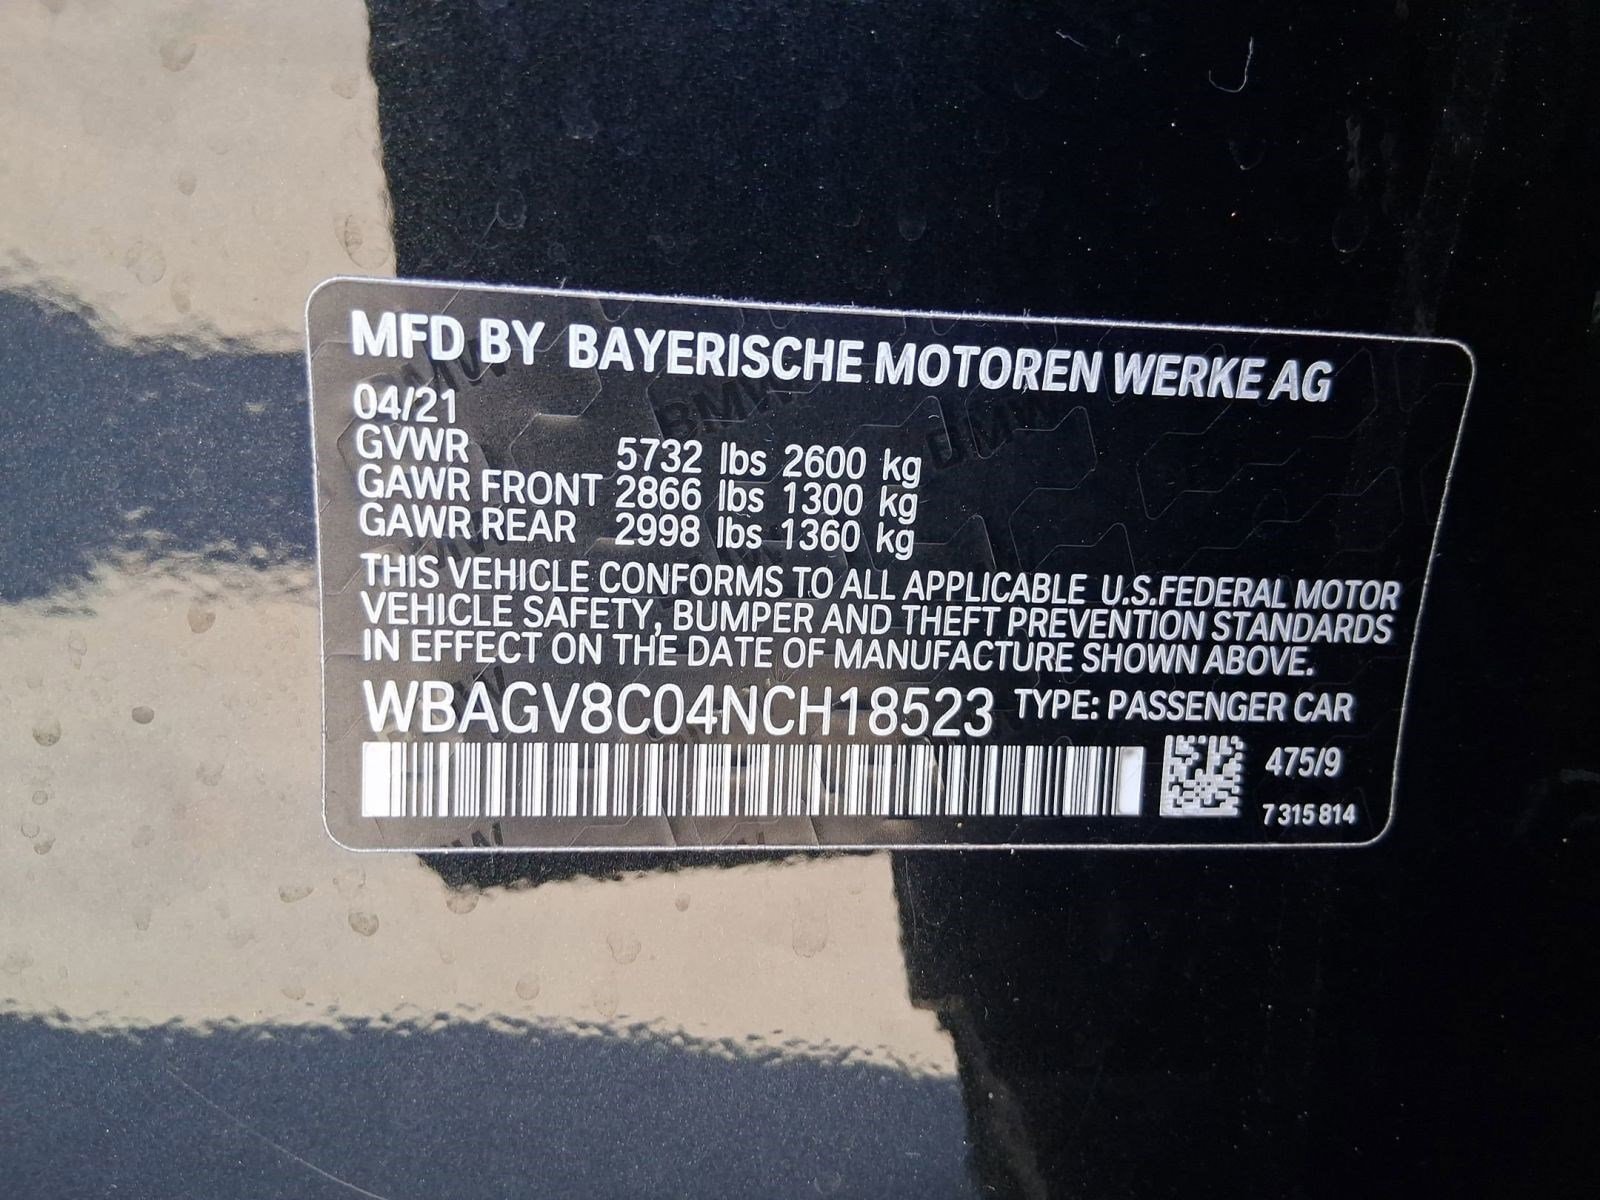 MFD BY BAYERISCHE MOTOREN WERKE AG
04/21
GVWR 5732 lbs 2600 kg
GAWR FRONT 2866 lbs 1300 kg
GAWR REAR 2998 lbs 1360 kg
THIS VEHICLE CONFORMS TO ALL APPLICABLE U.S.FEDERAL MOTOR
VEHICLE SAFETY, BUMPER AND THEFT PREVENTION STANDARDS
IN EFFECT ON THE DATE OF MANUFACTURE SHOWN ABOVE.
WBAGV8C04NCH18523 TYPE: PASSENGER CAR
475/9
7 315 814